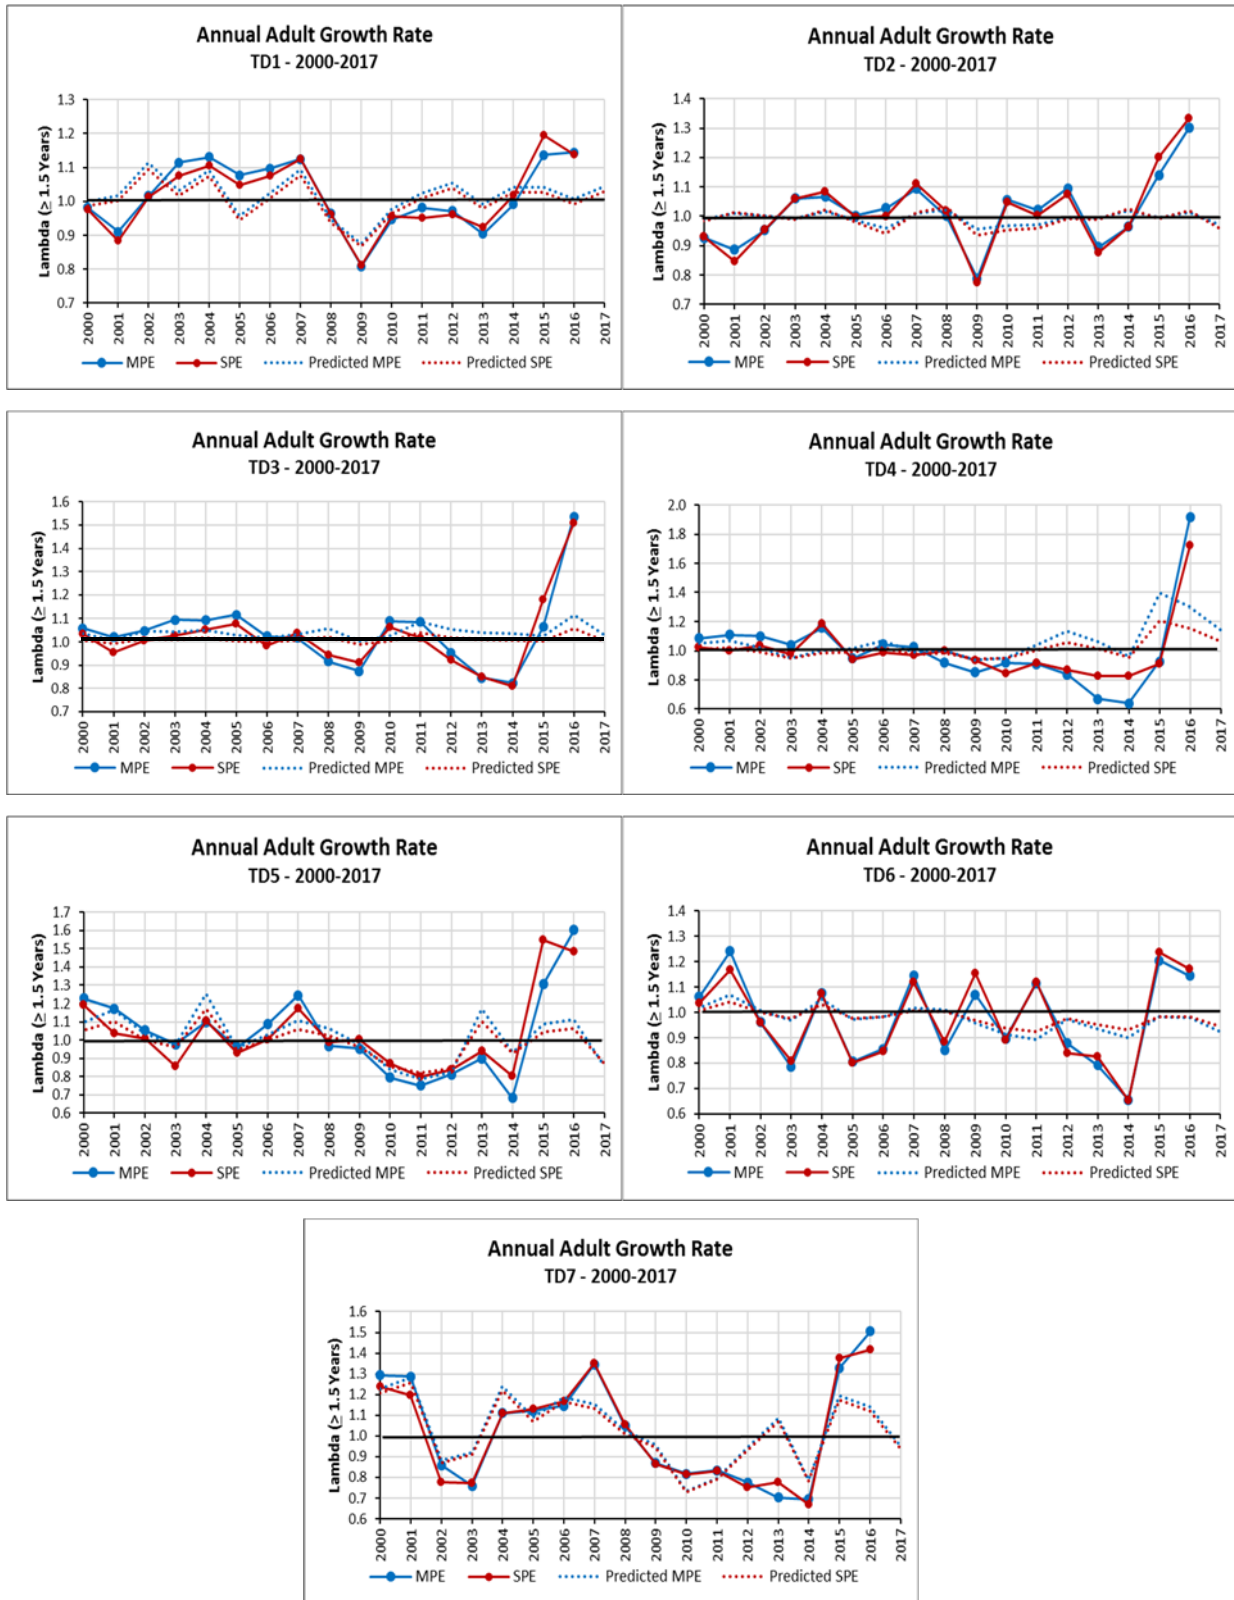 Annual Adult Growth Rate
TD1 - 2000-2017
Lambda (≥ 1.5 Years)
1.3
1.2
1.1
1.0
0.9
0.8
0.7
2000 2001 2002 2003 2004 2005 2006 2007 2008 2009 2010 2011 2012 2013 2014 2015 2016 2017
MPE SPE Predicted MPE Predicted SPE
Annual Adult Growth Rate
TD2 - 2000-2017
Lambda (≥ 1.5 Years)
1.4
1.3
1.2
1.1
1.0
0.9
0.8
0.7
2000 2001 2002 2003 2004 2005 2006 2007 2008 2009 2010 2011 2012 2013 2014 2015 2016 2017
MPE SPE Predicted MPE Predicted SPE
Annual Adult Growth Rate
TD3 - 2000-2017
Lambda (≥ 1.5 Years)
1.6
1.5
1.4
1.3
1.2
1.1
1.0
0.9
0.8
0.7
2000 2001 2002 2003 2004 2005 2006 2007 2008 2009 2010 2011 2012 2013 2014 2015 2016 2017
MPE SPE Predicted MPE Predicted SPE
Annual Adult Growth Rate
TD4 - 2000-2017
Lambda (≥ 1.5 Years)
2.0
1.8
1.6
1.4
1.2
1.0
0.8
0.6
2000 2001 2002 2003 2004 2005 2006 2007 2008 2009 2010 2011 2012 2013 2014 2015 2016 2017
MPE SPE Predicted MPE Predicted SPE
Annual Adult Growth Rate
TD5 - 2000-2017
Lambda (≥ 1.5 Years)
1.7
1.6
1.5
1.4
1.3
1.2
1.1
1.0
0.9
0.8
0.7
0.6
2000 2001 2002 2003 2004 2005 2006 2007 2008 2009 2010 2011 2012 2013 2014 2015 2016 2017
MPE SPE Predicted MPE Predicted SPE
Annual Adult Growth Rate
TD6 - 2000-2017
Lambda (≥ 1.5 Years)
1.4
1.3
1.2
1.1
1.0
0.9
0.8
0.7
0.6
2000 2001 2002 2003 2004 2005 2006 2007 2008 2009 2010 2011 2012 2013 2014 2015 2016 2017
MPE SPE Predicted MPE Predicted SPE
Annual Adult Growth Rate
TD7 - 2000-2017
Lambda (≥ 1.5 Years)
1.6
1.5
1.4
1.3
1.2
1.1
1.0
0.9
0.8
0.7
0.6
2000 2001 2002 2003 2004 2005 2006 2007 2008 2009 2010 2011 2012 2013 2014 2015 2016 2017
MPE SPE Predicted MPE Predicted SPE